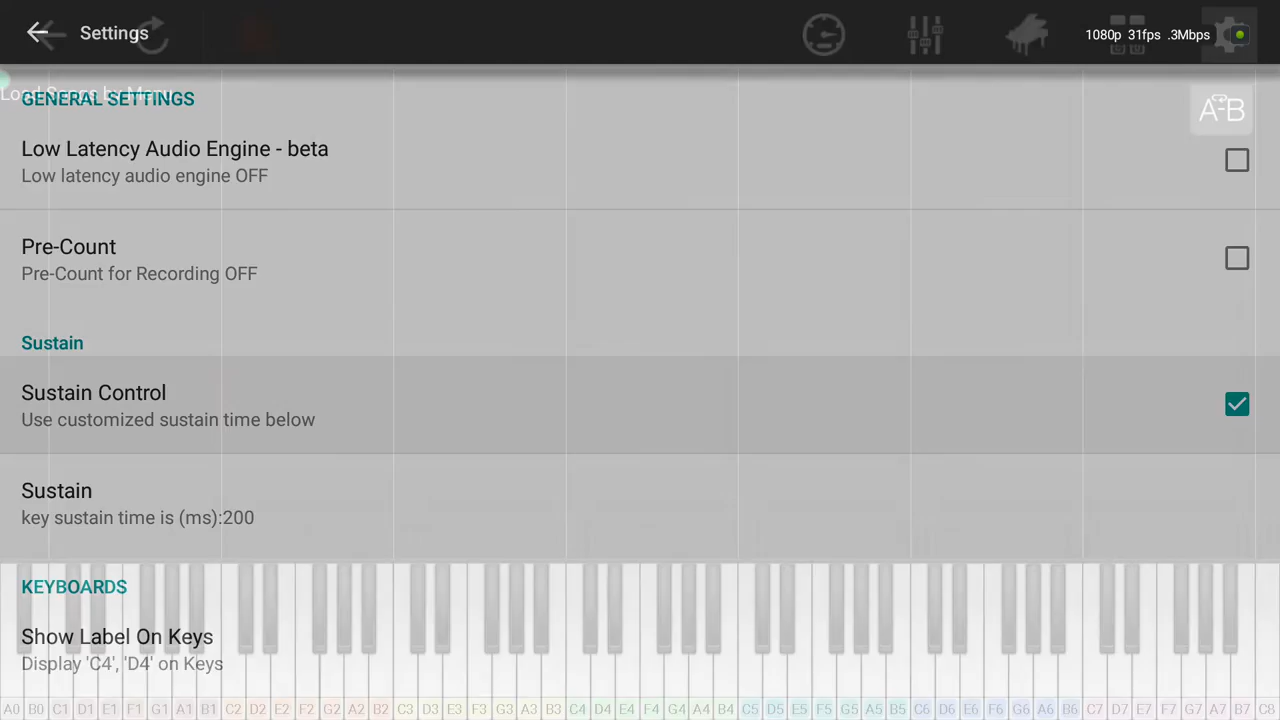 Settings
1080p 31fps .3Mbps
Load Songs by Menu
GENERAL SETTINGS
A-B
Low Latency Audio Engine - beta
Low latency audio engine OFF
Pre-Count
Pre-Count for Recording OFF
Sustain
Sustain Control
Use customized sustain time below
Sustain
key sustain time is (ms):200
KEYBOARDS
Show Label On Keys
Display 'C4', 'D4' on Keys
A0 B0 C1 D1 E1 F1 G1 A1 B1 C2 D2 E2 F2 G2 A2 B2 C3 D3 E3 F3 G3 A3 B3 C4 D4 E4 F4 G4 A4 B4 C5 D5 E5 F5 G5 A5 B5 C6 D6 E6 F6 G6 A6 B6 C7 D7 E7 F7 G7 A7 B7 C8